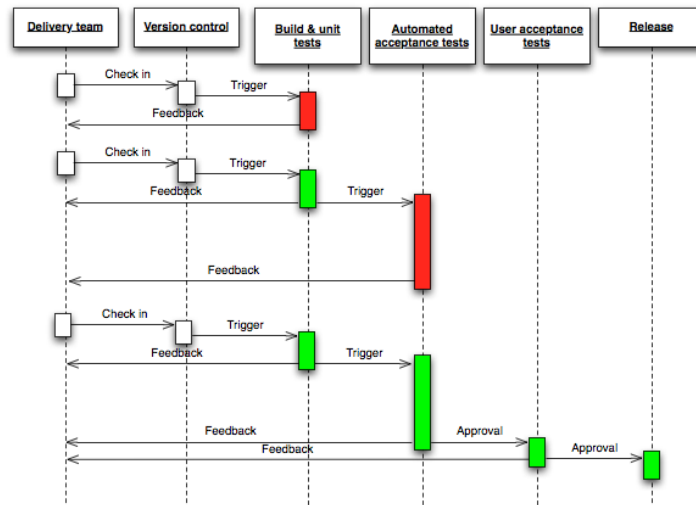 Delivery team
Version control
Build & unit
tests
Automated
acceptance tests
User acceptance
tests
Release
Check in
Trigger
Feedback
Check in
Trigger
Feedback
Trigger
Feedback
Check in
Trigger
Feedback
Trigger
Feedback
Approval
Feedback
Approval